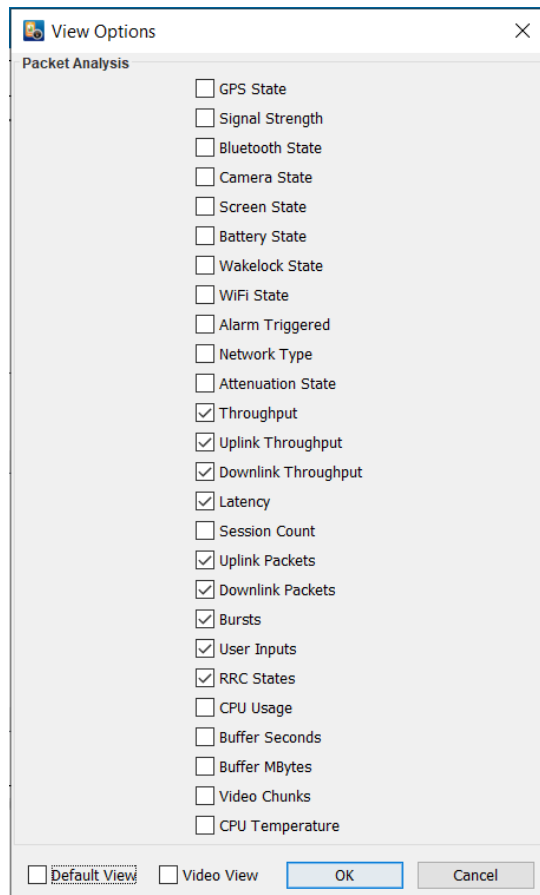 View Options
Packet Analysis
GPS State
Signal Strength
Bluetooth State
Camera State
Screen State
Battery State
Wakelock State
WiFi State
Alarm Triggered
Network Type
Attenuation State
Throughput
Uplink Throughput
Downlink Throughput
Latency
Session Count
Uplink Packets
Downlink Packets
Bursts
User Inputs
RRC States
CPU Usage
Buffer Seconds
Buffer MBytes
Video Chunks
CPU Temperature
Default View Video View OK Cancel